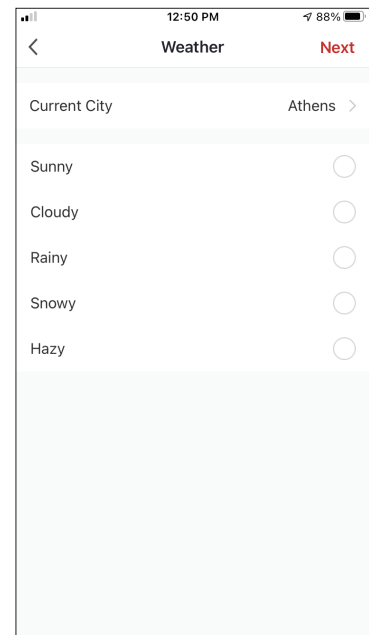 12:50 PM 88%
Weather Next
Current City Athens
Sunny
Cloudy
Rainy
Snowy
Hazy